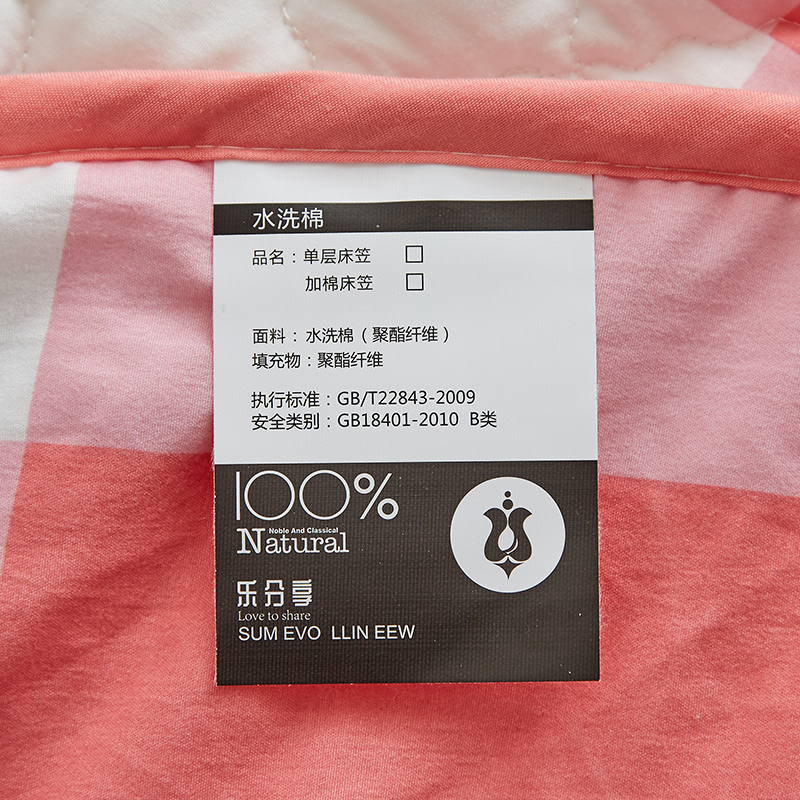 水洗棉
品名：单层床笠 □
加棉床笠 □
面料：水洗棉（聚酯纤维）
填充物：聚酯纤维
执行标准：GB/T22843-2009
安全类别：GB18401-2010 B类
100%
Noble And Classical
Natural
乐分享
Love to share
SUM EVO LLIN EEW